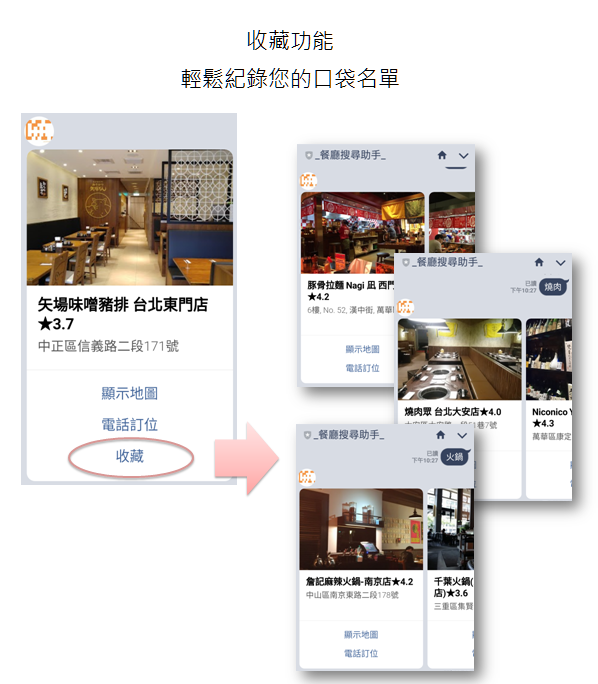 收藏功能
輕鬆紀錄您的口袋名單
矢場味噌豬排 台北東門店
★3.7
中正區信義路二段171號
顯示地圖
電話訂位
收藏
_餐廳搜尋助手_
豚骨拉麵 Nagi 凪 西門
★4.2
6樓, No. 52, 漢中街, 萬華
顯示地圖
電話訂位
_餐廳搜尋助手_
已讀
下午10:27
燒肉
燒肉眾 台北大安店★4.0
巷7號
Niconico
★4.3
萬華區康定
_餐廳搜尋助手_
已讀
下午10:27
火鍋
詹記麻辣火鍋-南京店★4.2
中山區南京東路二段178號
顯示地圖
電話訂位
千葉火鍋(
店)★3.6
三重區集賢